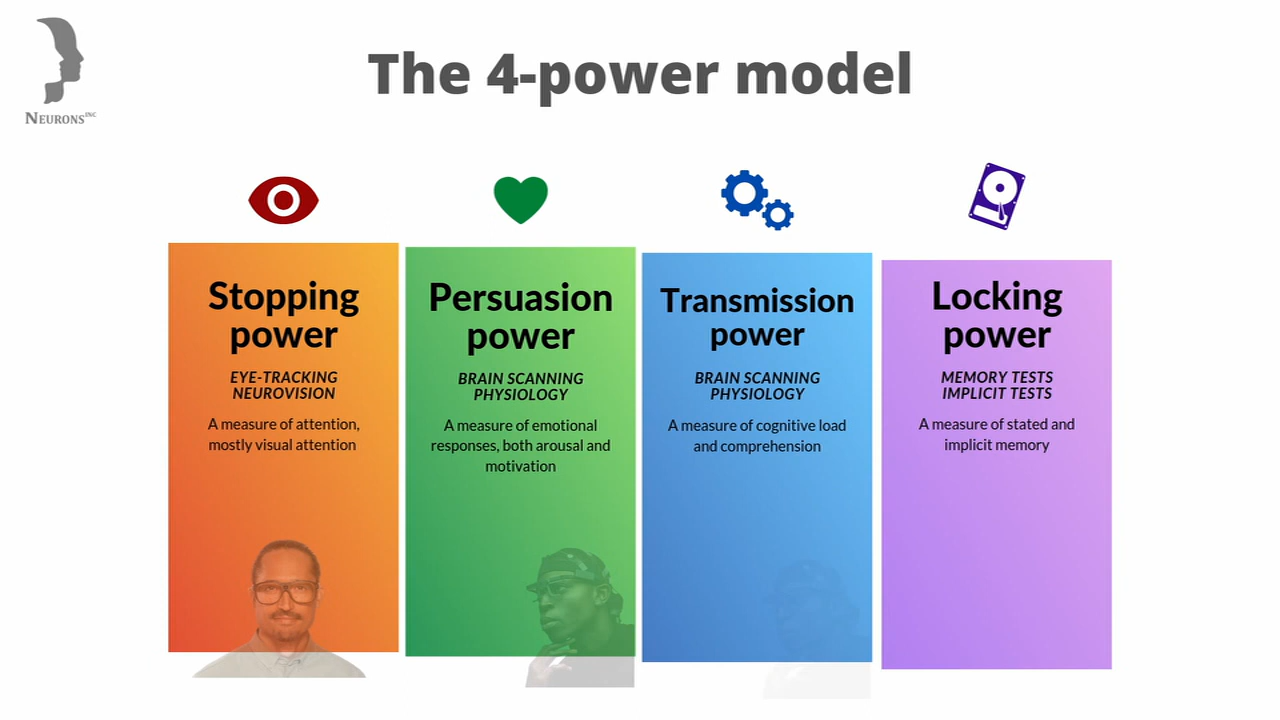 NEURONS INC
The 4-power model
Stopping
power
EYE-TRACKING
NEUROVISION
A measure of attention,
mostly visual attention
Persuasion
power
BRAIN SCANNING
PHYSIOLOGY
A measure of emotional
responses, both arousal and
motivation
Transmission
power
BRAIN SCANNING
PHYSIOLOGY
A measure of cognitive load
and comprehension
Locking
power
MEMORY TESTS
IMPLICIT TESTS
A measure of stated and
implicit memory